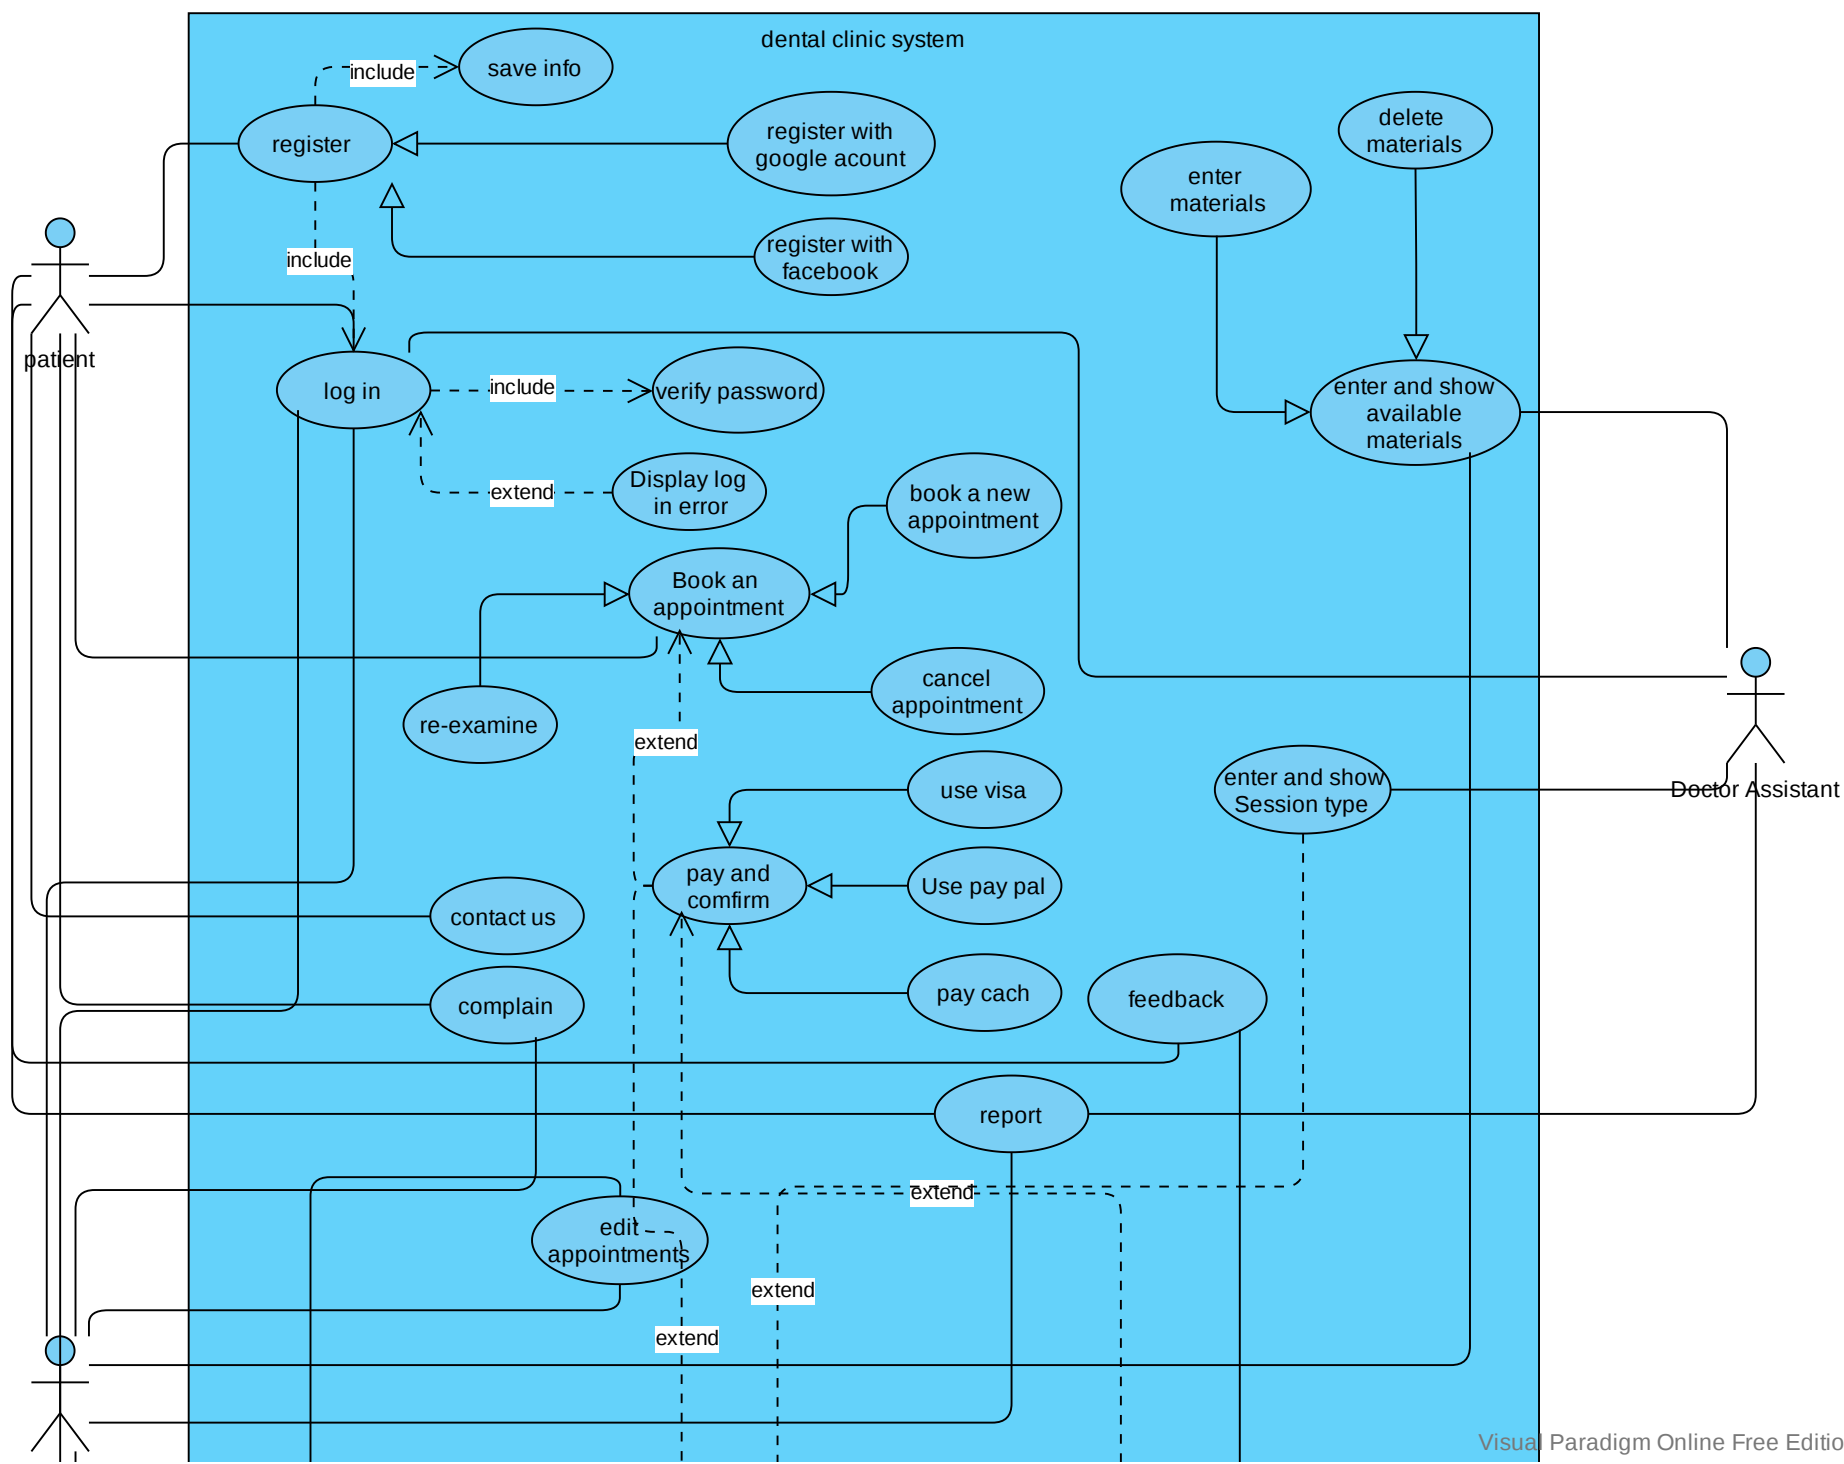 dental clinic system
include
save info
register
register with
google acount
delete
materials
enter
materials
include
register with
facebook
patient
log in
include
verify password
enter and show
available
materials
extend
Display log
in error
book a new
appointment
Book an
appointment
cancel
appointment
re-examine
extend
use visa
enter and show
Session type
Doctor Assistant
pay and
comfirm
Use pay pal
contact us
complain
pay cach
feedback
report
extend
edit
appointments
extend
extend
Visual Paradigm Online Free Editio